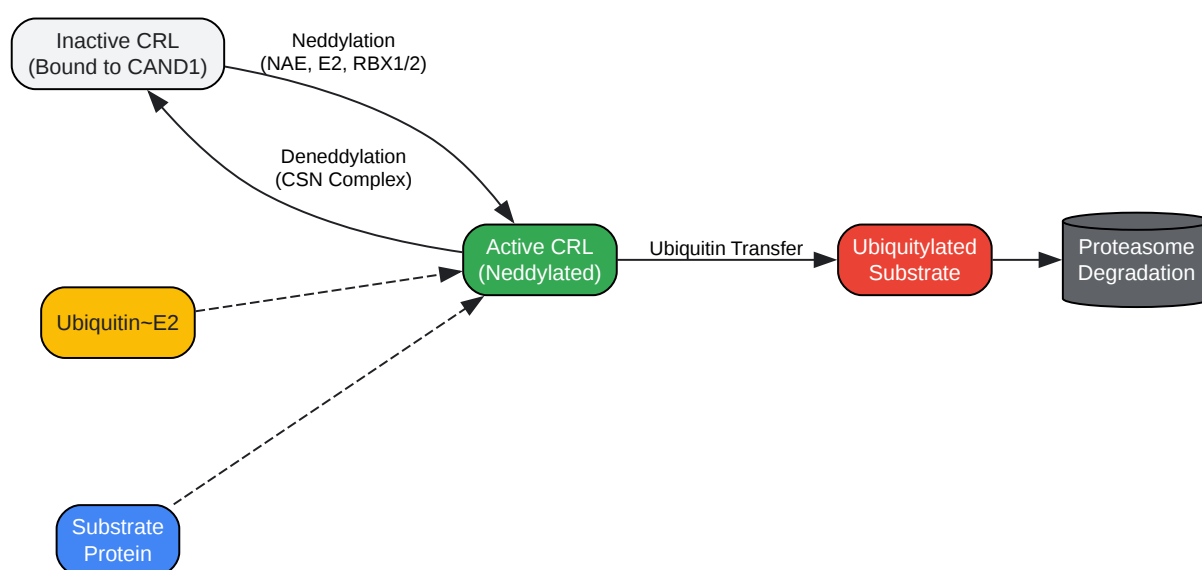 Inactive CRL
(Bound to CAND1)
Neddylation
(NAE, E2, RBX1/2)
Deneddylation
(CSN Complex)
Active CRL
(Neddylated)
Ubiquitin Transfer
Ubiquitylated
Substrate
Proteasome
Degradation
Ubiquitin~E2
Substrate
Protein